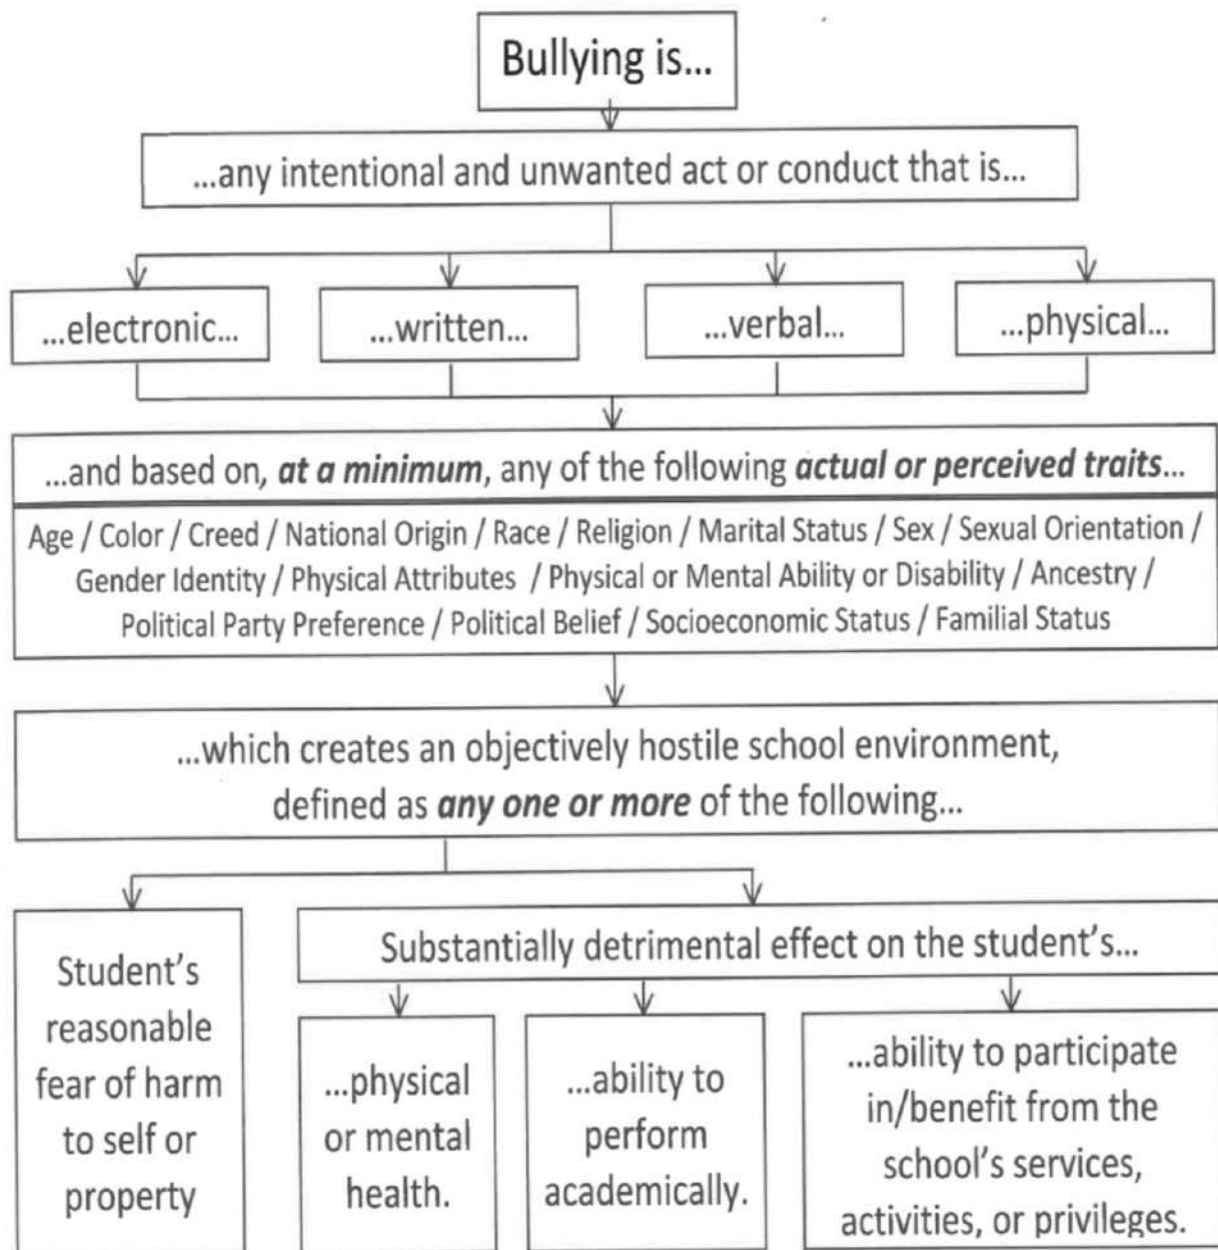 Bullying is...
...any intentional and unwanted act or conduct that is...
...electronic...
...written...
...verbal...
...physical...
...and based on, at a minimum, any of the following actual or perceived traits...
Age / Color / Creed / National Origin / Race / Religion / Marital Status / Sex / Sexual Orientation /
Gender Identity / Physical Attributes / Physical or Mental Ability or Disability / Ancestry /
Political Party Preference / Political Belief / Socioeconomic Status / Familial Status
...which creates an objectively hostile school environment,
defined as any one or more of the following...
Student's
reasonable
fear of harm
to self or
property
Substantially detrimental effect on the student's...
...physical
or mental
health.
...ability to
perform
academically.
...ability to participate
in/benefit from the
school's services,
activities, or privileges.